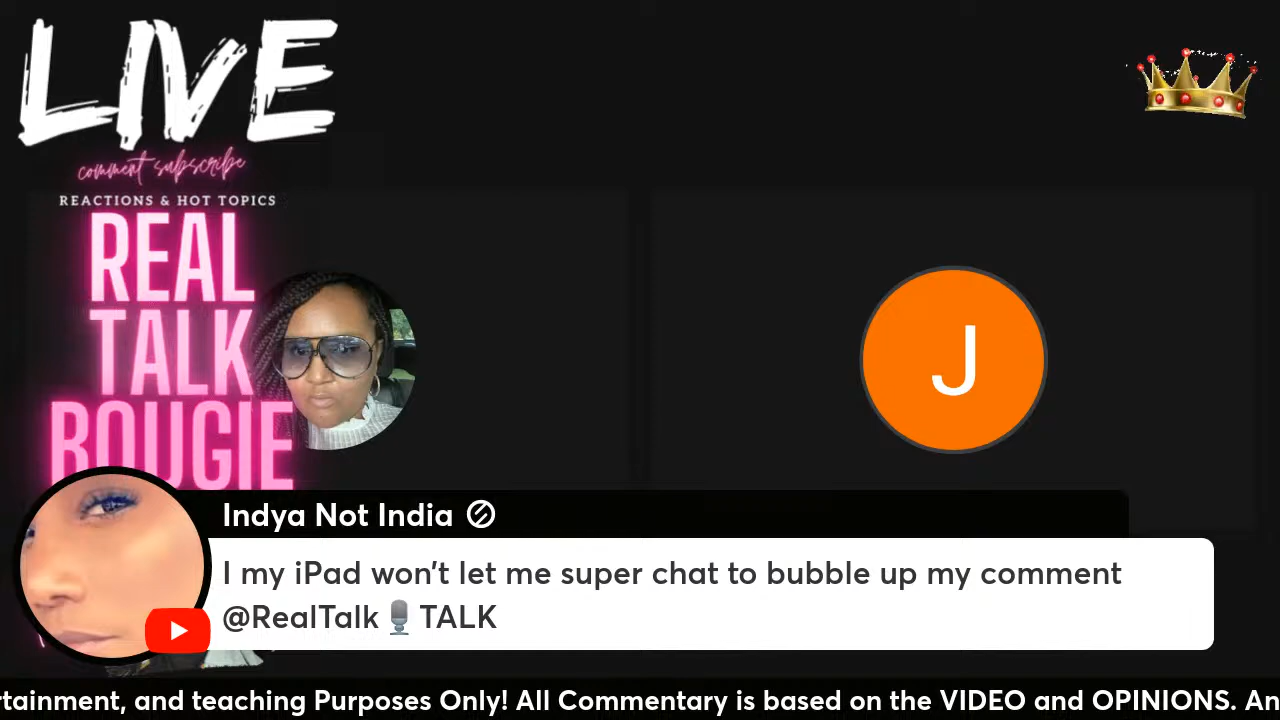 LIVE
comment subscribe
REACTIONS & HOT TOPICS
REAL
TALK
BOUGIE
J
Indya Not India
I my iPad won't let me super chat to bubble up my comment
@RealTalk🎙️TALK
rtainment, and teaching Purposes Only! All Commentary is based on the VIDEO and OPINIONS. An